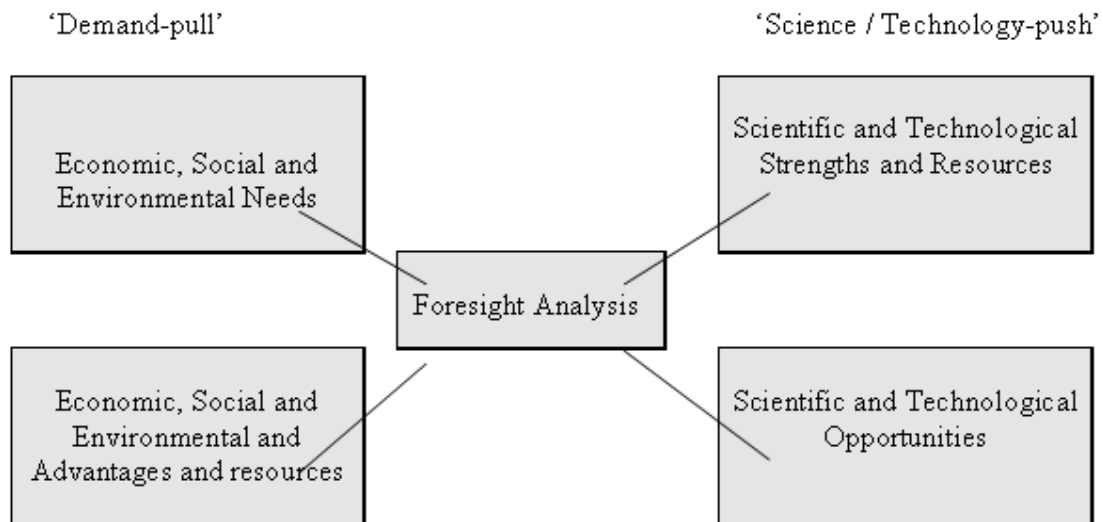 ‘Demand-pull’
‘Science / Technology-push’
Economic, Social and
Environmental Needs
Scientific and Technological
Strengths and Resources
Foresight Analysis
Economic, Social and
Environmental and
Advantages and resources
Scientific and Technological
Opportunities